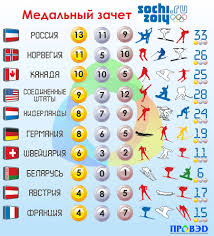 Медальный зачет
sochi.ru
2014
РОССИЯ 13 11 9 33
НОРВЕГИЯ 11 5 10 26
КАНАДА 10 10 5 25
СОЕДИНЕННЫЕ ШТАТЫ 9 7 12 28
НИДЕРЛАНДЫ 8 7 9 24
ГЕРМАНИЯ 8 6 5 19
ШВЕЙЦАРИЯ 6 3 2 11
БЕЛАРУСЬ 5 0 1 6
АВСТРИЯ 4 8 5 17
ФРАНЦИЯ 4 4 7 15
ПРОВЭД